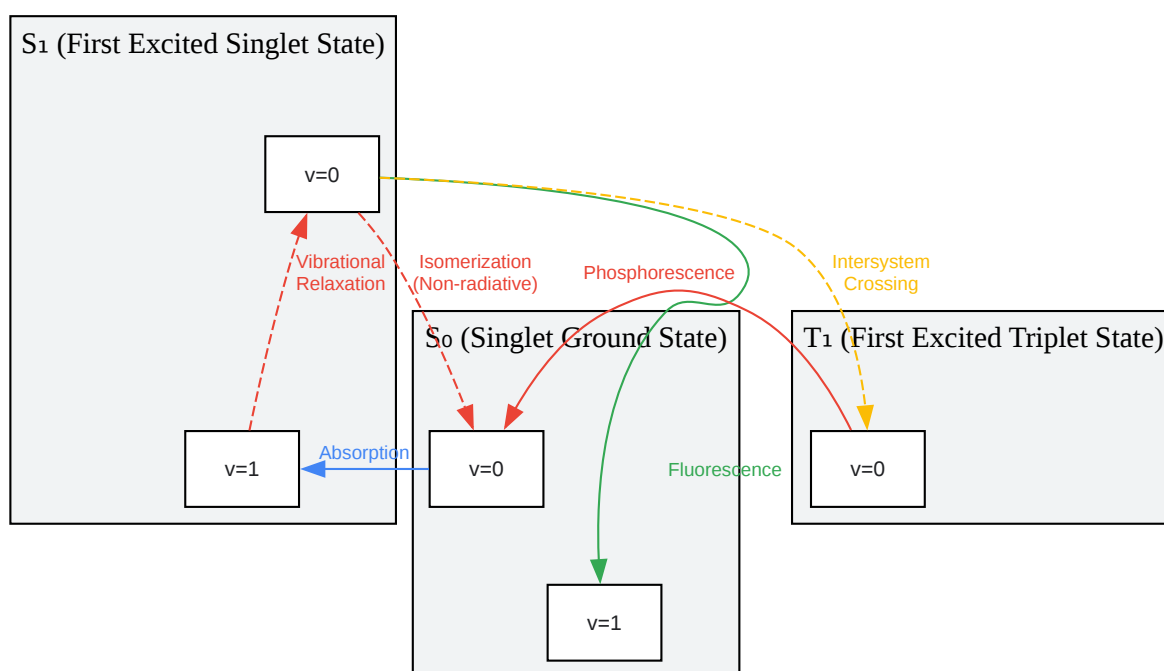 S₁ (First Excited Singlet State)
v=0
Vibrational
Relaxation
Isomerization
(Non-radiative)
Phosphorescence
Intersystem
Crossing
S₀ (Singlet Ground State)
T₁ (First Excited Triplet State)
v=1
Absorption
v=0
Fluorescence
v=0
v=1